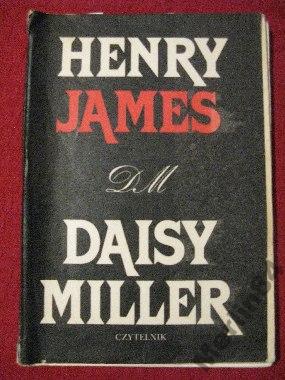 HENRY
JAMES
DM
DAISY
MILLER
CZYTELNIK